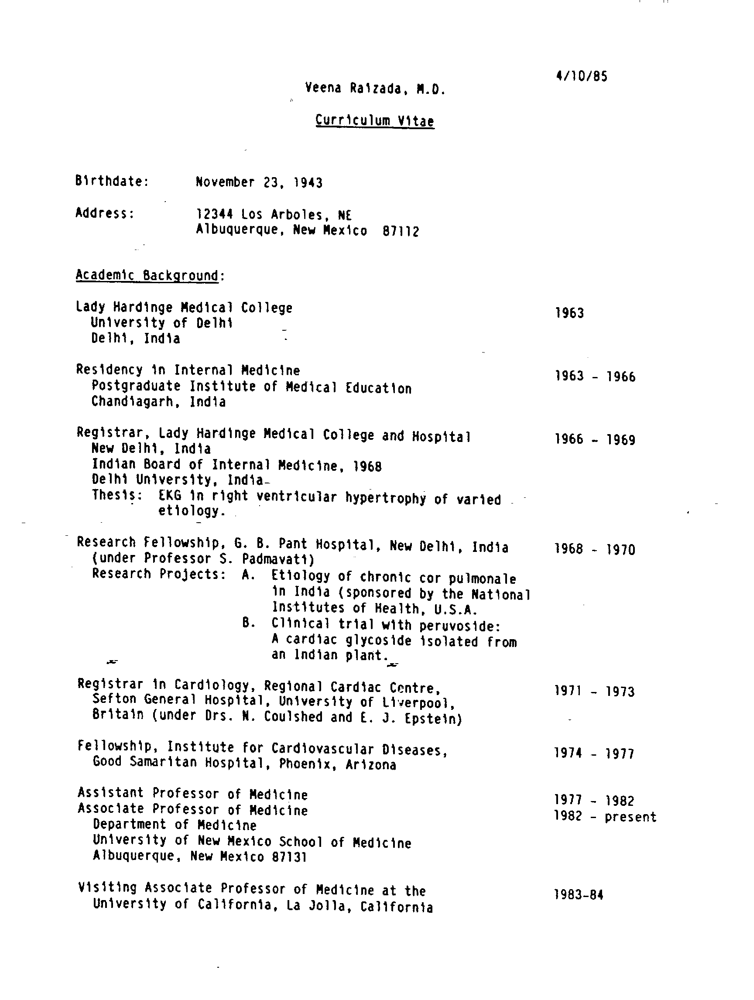 4/10/85
Veena Raizada, M.D.
Curriculum Vitae
Birthdate: November 23, 1943
Address: 12344 Los Arboles, NE
Albuquerque, New Mexico 87112
Academic Background:
Lady Hardinge Medical College 1963
University of Delhi
Delhi, India
Residency in Internal Medicine 1963 - 1966
Postgraduate Institute of Medical Education
Chandiagarh, India
Registrar, Lady Hardinge Medical College and Hospital 1966 - 1969
New Delhi, India
Indian Board of Internal Medicine, 1968
Delhi University, India
Thesis: EKG in right ventricular hypertrophy of varied
etiology.
Research Fellowship, G. B. Pant Hospital, New Delhi, India 1968 - 1970
(under Professor S. Padmavati)
Research Projects: A. Etiology of chronic cor pulmonale
in India (sponsored by the National
Institutes of Health, U.S.A.
B. Clinical trial with peruvoside:
A cardiac glycoside isolated from
an Indian plant.
Registrar in Cardiology, Regional Cardiac Centre, 1971 - 1973
Sefton General Hospital, University of Liverpool,
Britain (under Drs. N. Coulshed and E. J. Epstein)
Fellowship, Institute for Cardiovascular Diseases, 1974 - 1977
Good Samaritan Hospital, Phoenix, Arizona
Assistant Professor of Medicine 1977 - 1982
Associate Professor of Medicine 1982 - present
Department of Medicine
University of New Mexico School of Medicine
Albuquerque, New Mexico 87131
Visiting Associate Professor of Medicine at the 1983-84
University of California, La Jolla, California